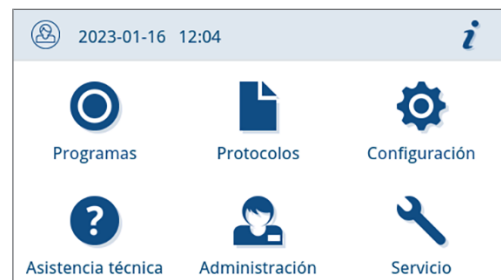 2023-01-16 12:04 i
Programas Protocolos Configuración
?
Asistencia técnica Administración Servicio